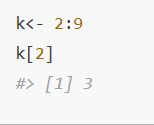 k<- 2:9
k[2]
#> [1] 3